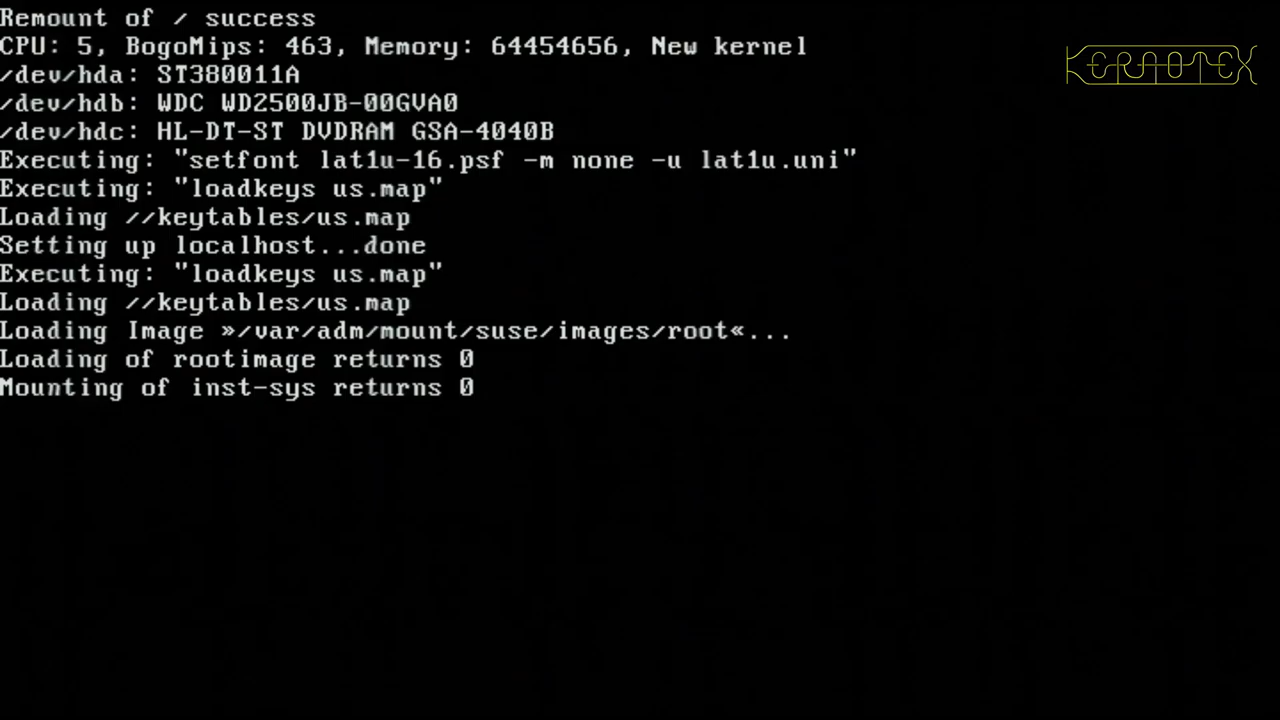 Remount of / success
CPU: 5, BogoMips: 463, Memory: 64454656, New kernel
/dev/hda: ST380011A
/dev/hdb: WDC WD2500JB-00GVA0
/dev/hdc: HL-DT-ST DVDRAM GSA-4040B
Executing: "setfont lat1u-16.psf -m none -u lat1u.uni"
Executing: "loadkeys us.map"
Loading //keytables/us.map
Setting up localhost...done
Executing: "loadkeys us.map"
Loading //keytables/us.map
Loading Image »/var/adm/mount/suse/images/root«...
Loading of rootimage returns 0
Mounting of inst-sys returns 0
KERAOTEX